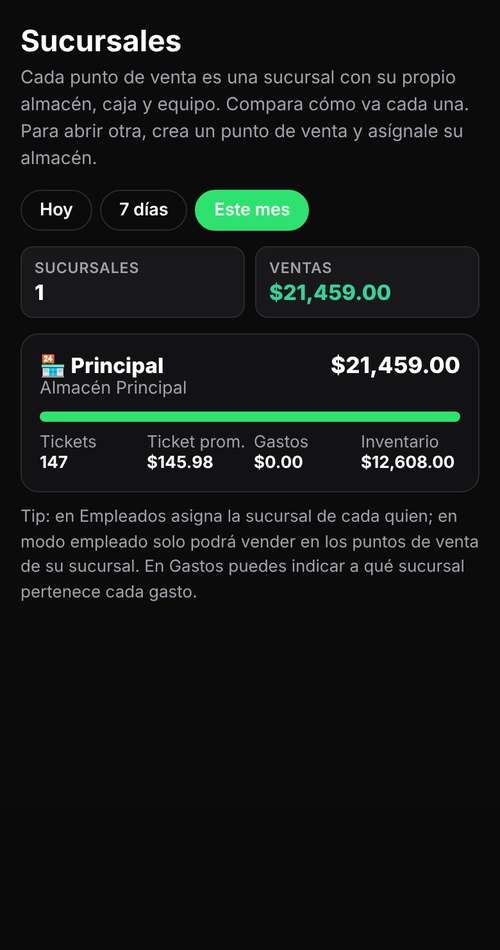 Sucursales
Cada punto de venta es una sucursal con su propio
almacén, caja y equipo. Compara cómo va cada una.
Para abrir otra, crea un punto de venta y asígnale su
almacén.
Hoy
7 días
Este mes
SUCURSALES
1
VENTAS
$21,459.00
Principal
$21,459.00
Almacén Principal
Tickets
147
Ticket prom.
$145.98
Gastos
$0.00
Inventario
$12,608.00
Tip: en Empleados asigna la sucursal de cada quien; en
modo empleado solo podrá vender en los puntos de venta
de su sucursal. En Gastos puedes indicar a qué sucursal
pertenece cada gasto.